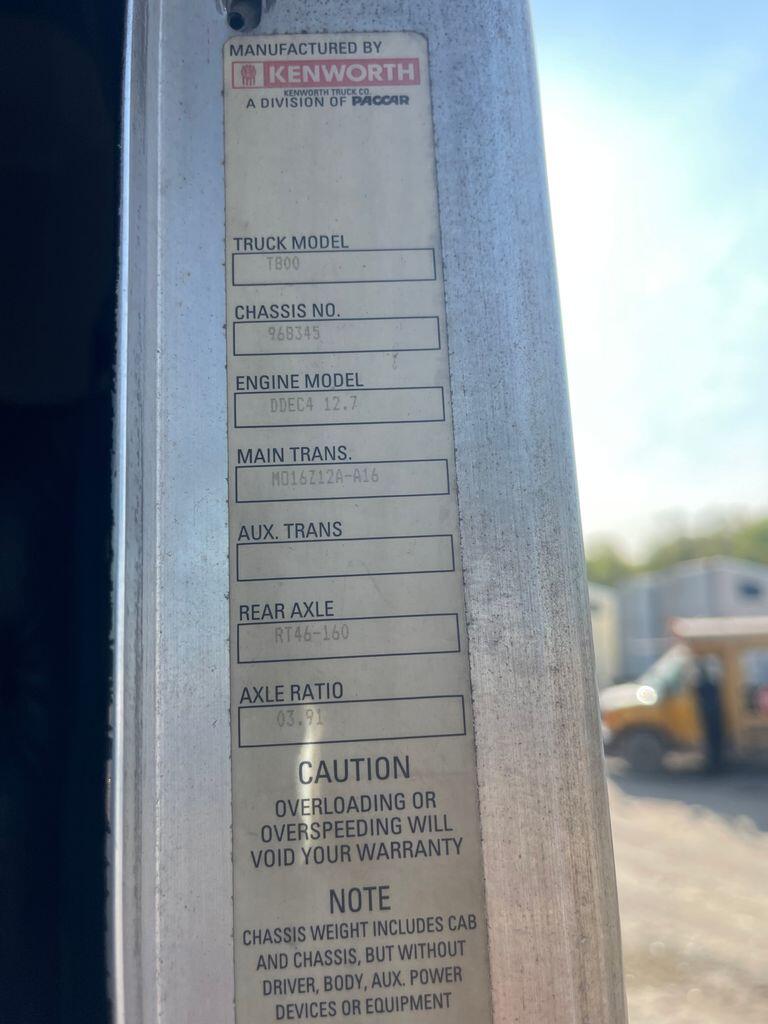 MANUFACTURED BY
KENWORTH
KENWORTH TRUCK CO.
A DIVISION OF PACCAR
TRUCK MODEL
T800
CHASSIS NO.
968345
ENGINE MODEL
DDEC4 12.7
MAIN TRANS.
MO16Z12A-A16
AUX. TRANS
REAR AXLE
RT46-160
AXLE RATIO
03.91
CAUTION
OVERLOADING OR
OVERSPEEDING WILL
VOID YOUR WARRANTY
NOTE
CHASSIS WEIGHT INCLUDES CAB
AND CHASSIS, BUT WITHOUT
DRIVER, BODY, AUX. POWER
DEVICES OR EQUIPMENT